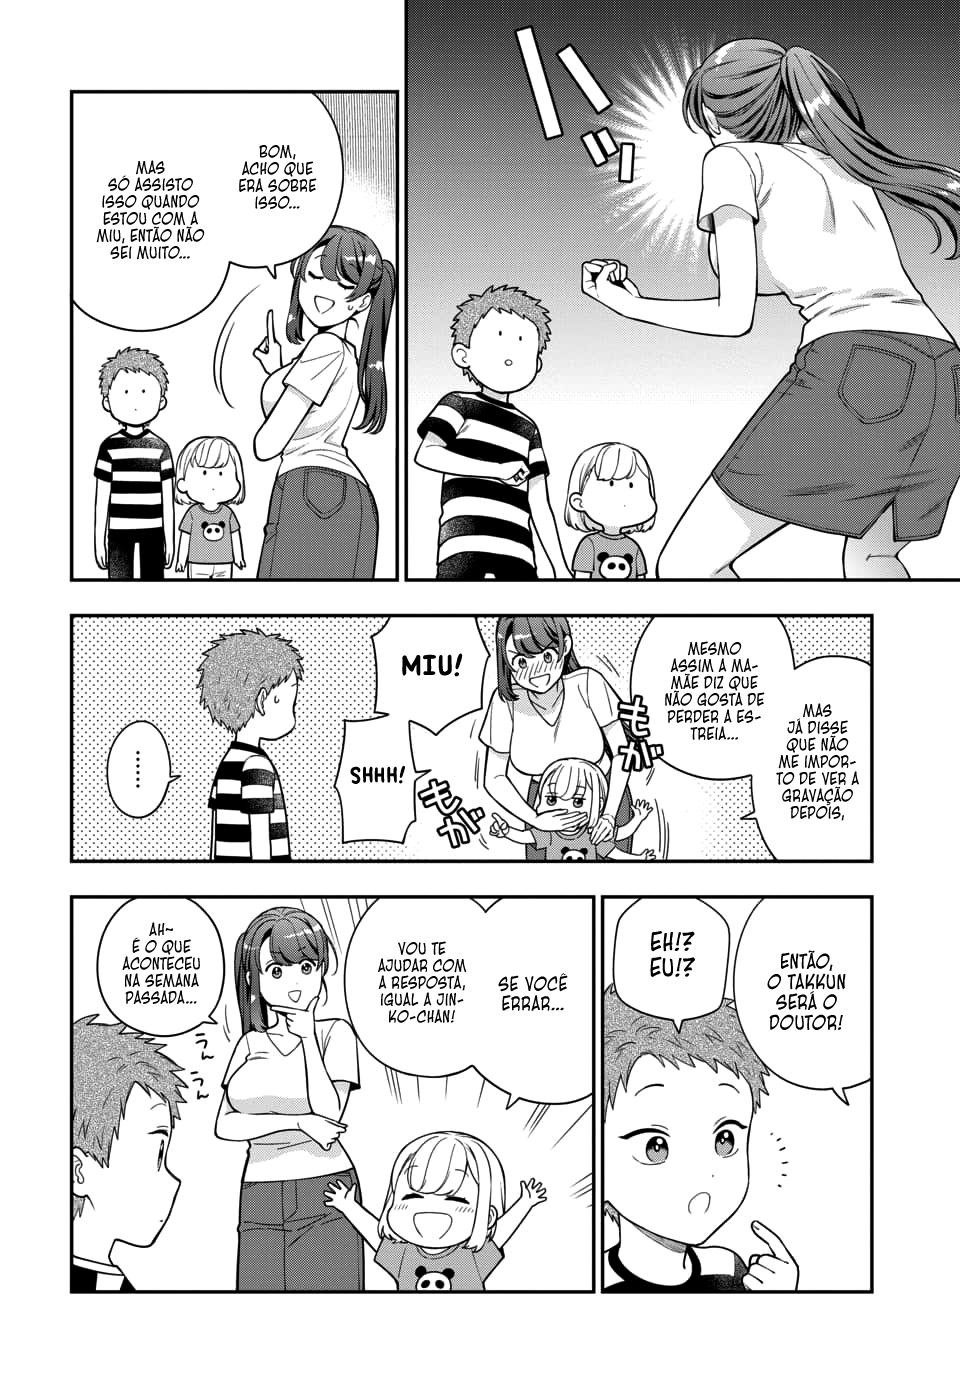 ビ
ク
BOM,
ACHO QUE
ERA SOBRE
ISSO...
MAS
SÓ ASSISTO
ISSO QUANDO
ESTOU COM A
MIU, ENTÃO NÃO
SEI MUITO...
MAS
JÁ DISSE
QUE NÃO
ME IMPOR-
TO DE VER A
GRAVAÇÃO
DEPOIS,
MESMO
ASSIM A MA-
MÃE DIZ QUE
NÃO GOSTA DE
PERDER A ES-
TREIA...
もが
もが
MIU!
SHHH!
......
ENTÃO,
O TAKKUN
SERÁ O
DOUTOR!
EH!?
EU!?
SE VOCÊ
ERRAR...
VOU TE
AJUDAR COM
A RESPOSTA,
IGUAL A JIN-
KO-CHAN!
うん
うん
AH~
É O QUE
ACONTECEU
NA SEMANA
PASSADA...